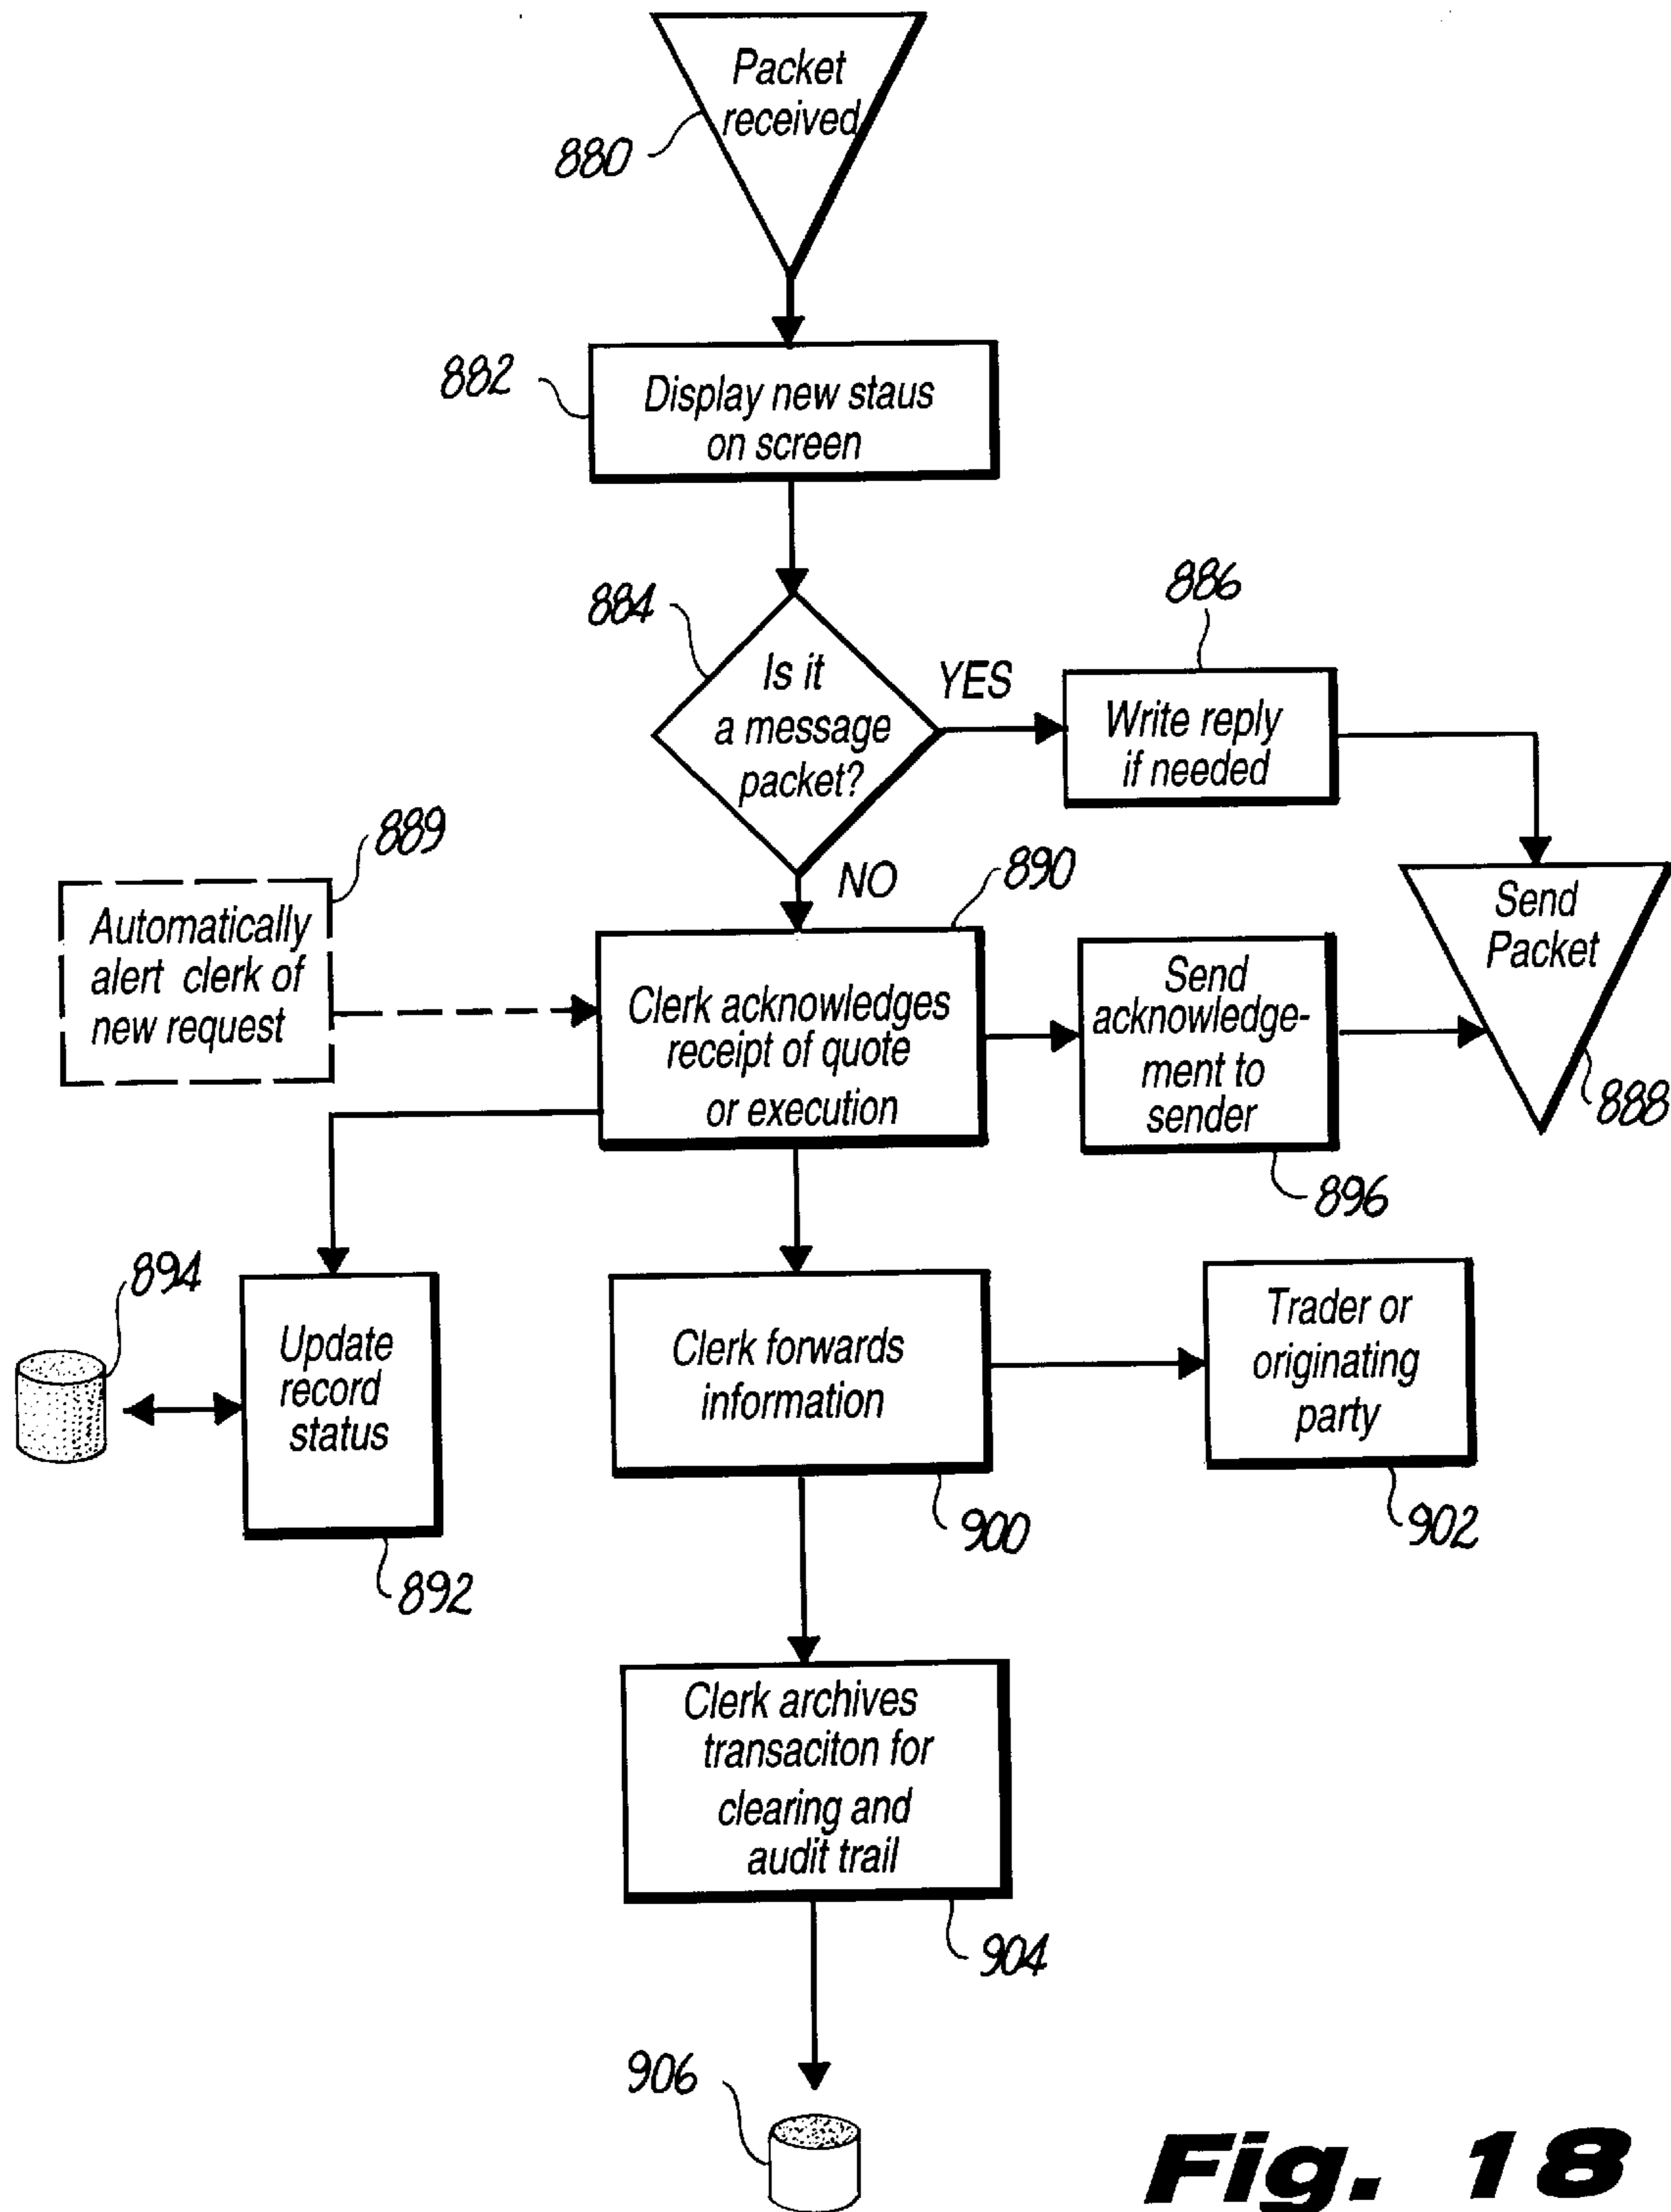 Packet
received
880
882
Display new staus
on screen
884
Is it
a message
packet?
YES
886
Write reply
if needed
889
NO
890
Automatically
alert clerk of
new request
Clerk acknowledges
receipt of quote
or execution
Send
acknowledge-
ment to
sender
Send
Packet
888
896
894
Update
record
status
892
Clerk forwards
information
900
Trader or
originating
party
902
Clerk archives
transaciton for
clearing and
audit trail
904
906
Fig. 18